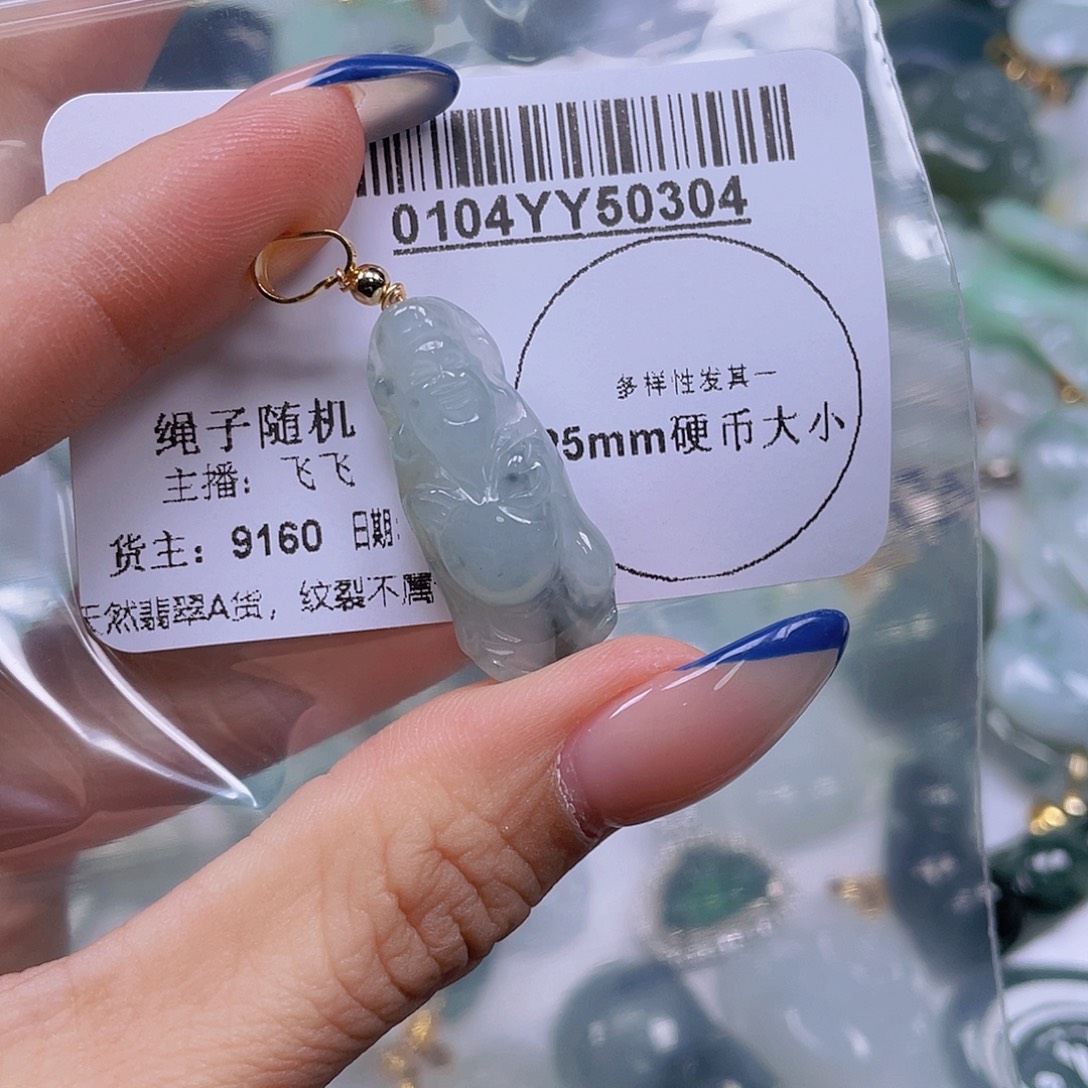 0104YY50304
多样性发其一
5mm硬币大小
绳子随机
主播：飞飞
货主：9160 日期:
天然翡翠A货，纹裂不属